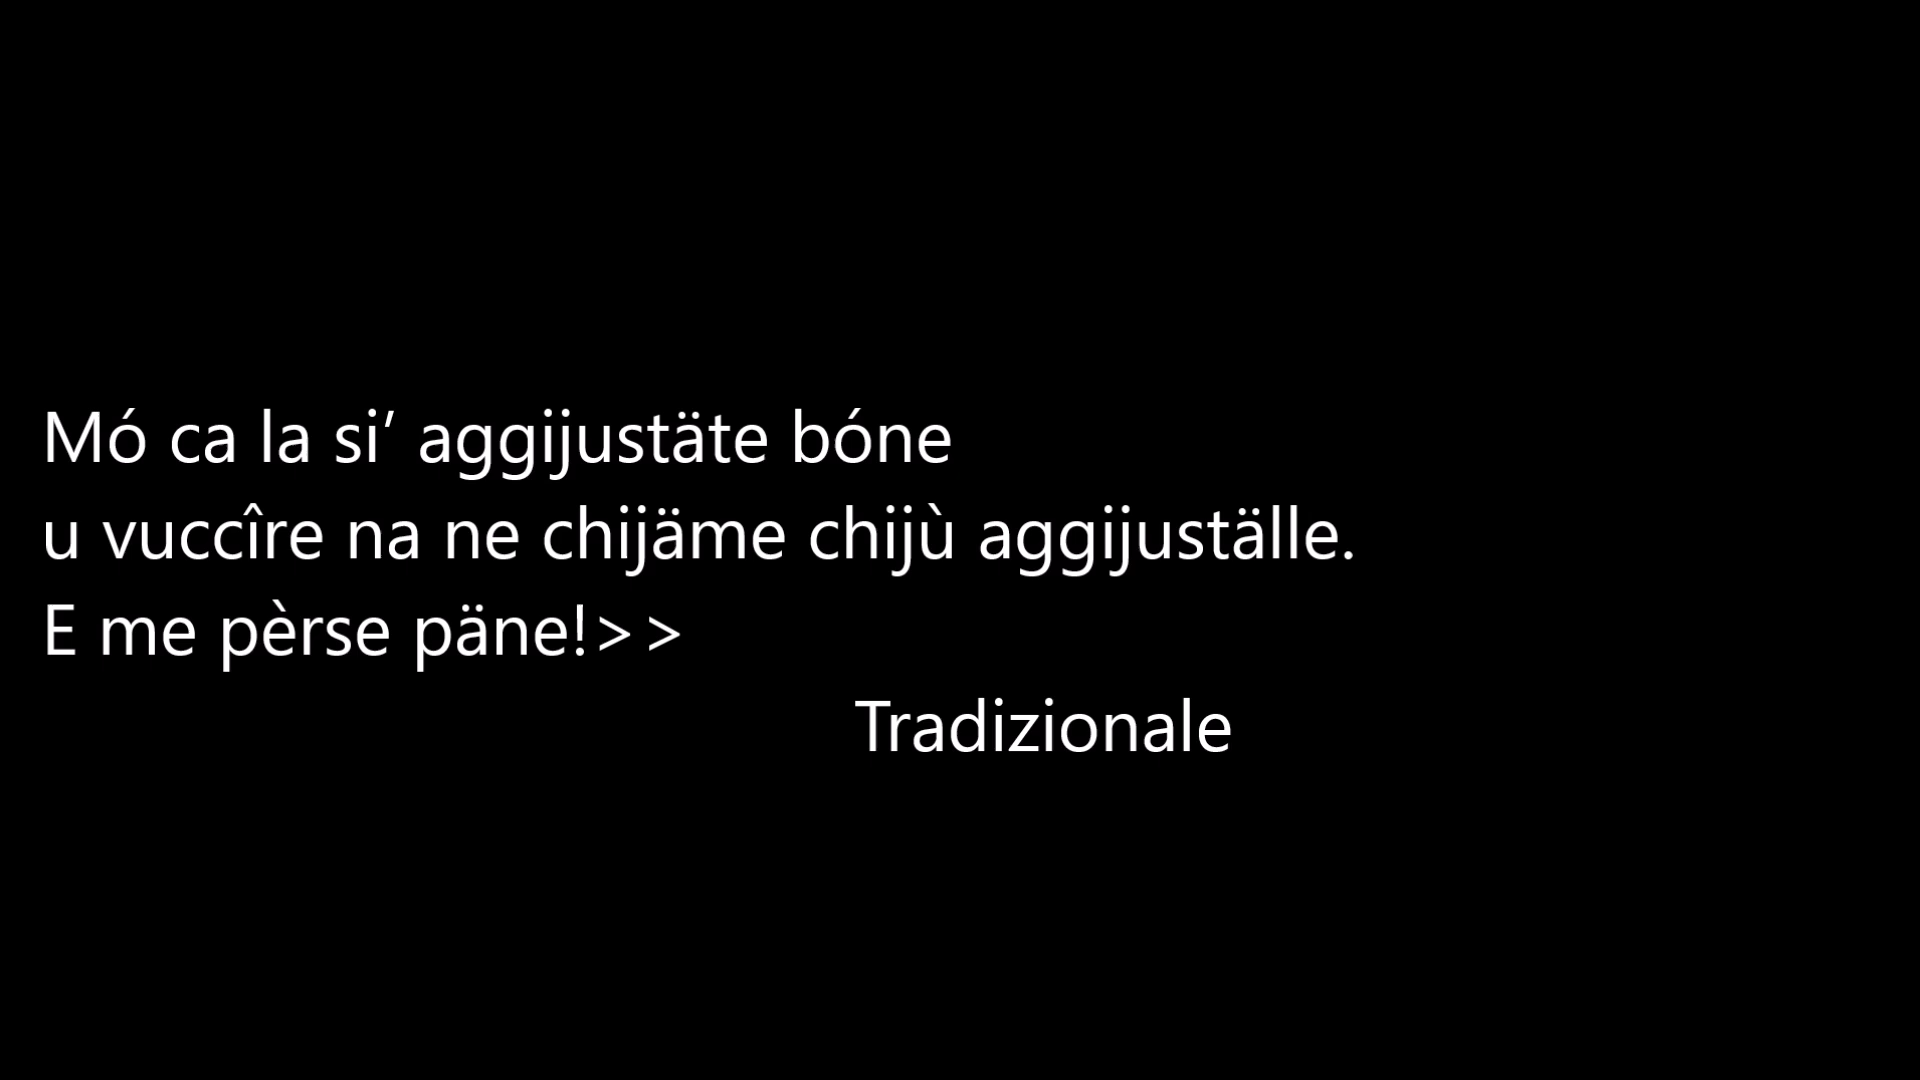 Mó ca la si’ aggijustäte bóne
u vuccîre na ne chijäme chijù aggijuställe.
E me pèrse päne!>>
Tradizionale